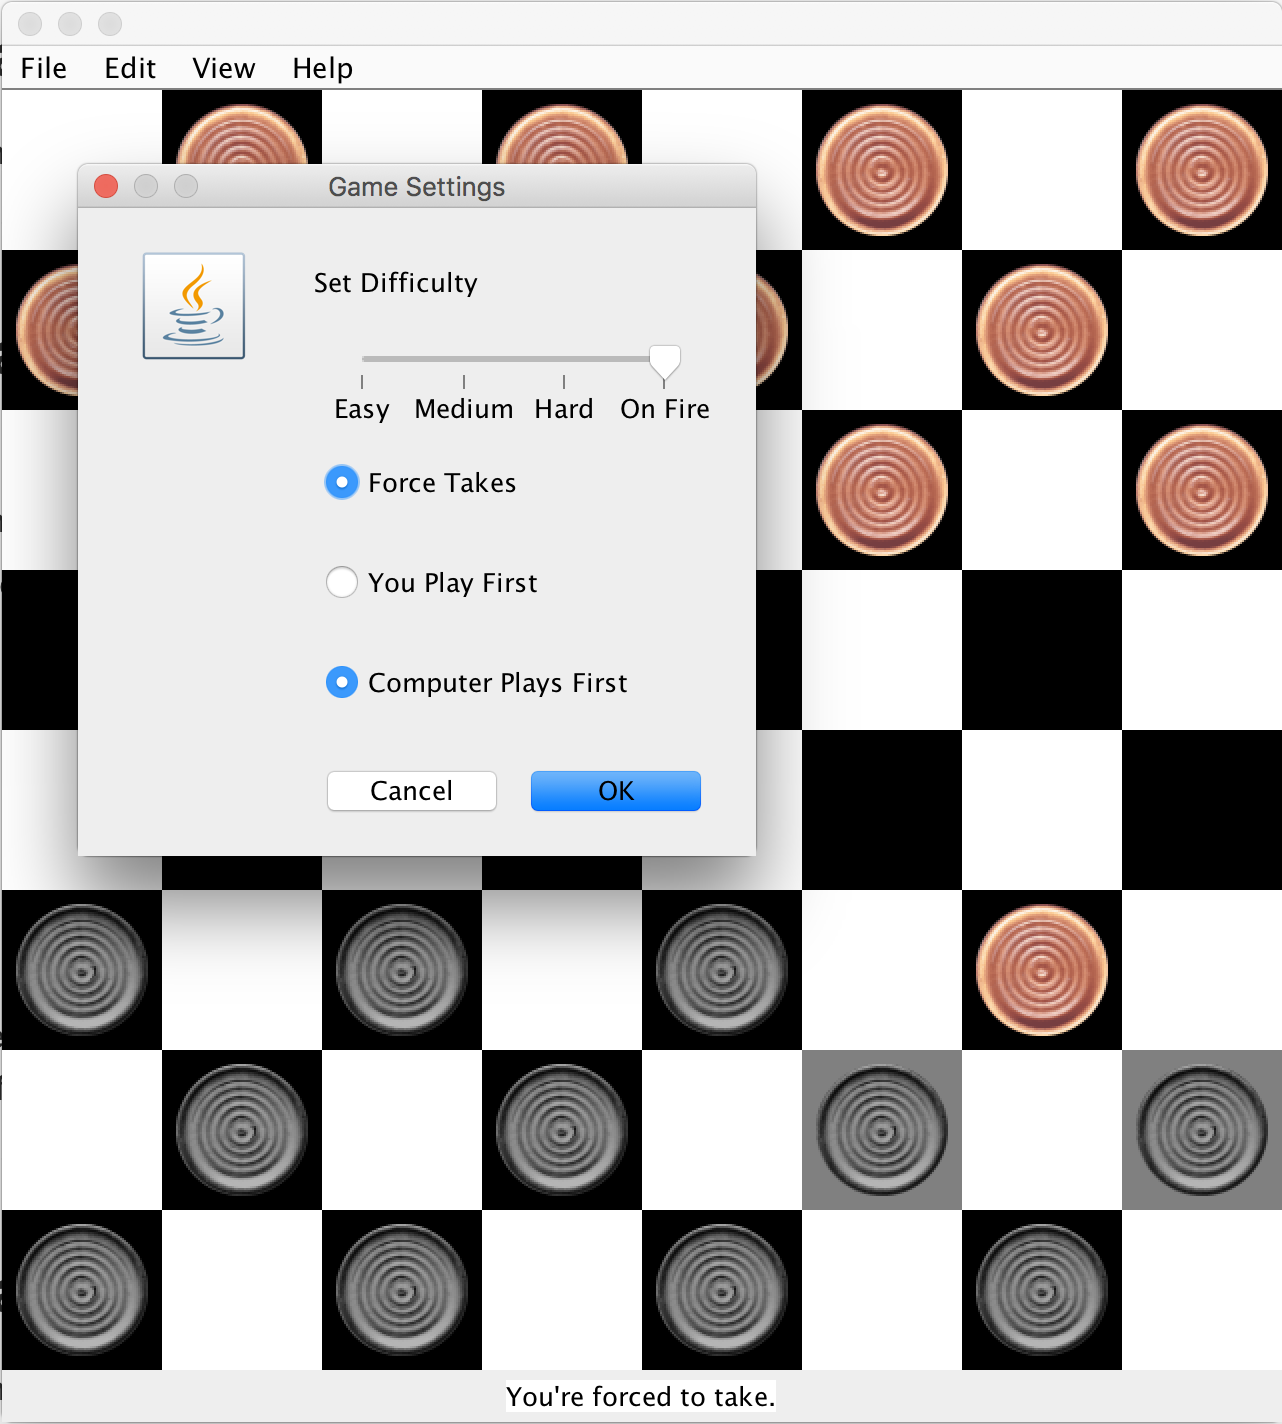 File Edit View Help
Game Settings
Set Difficulty
Easy Medium Hard On Fire
Force Takes
You Play First
Computer Plays First
Cancel OK
You're forced to take.